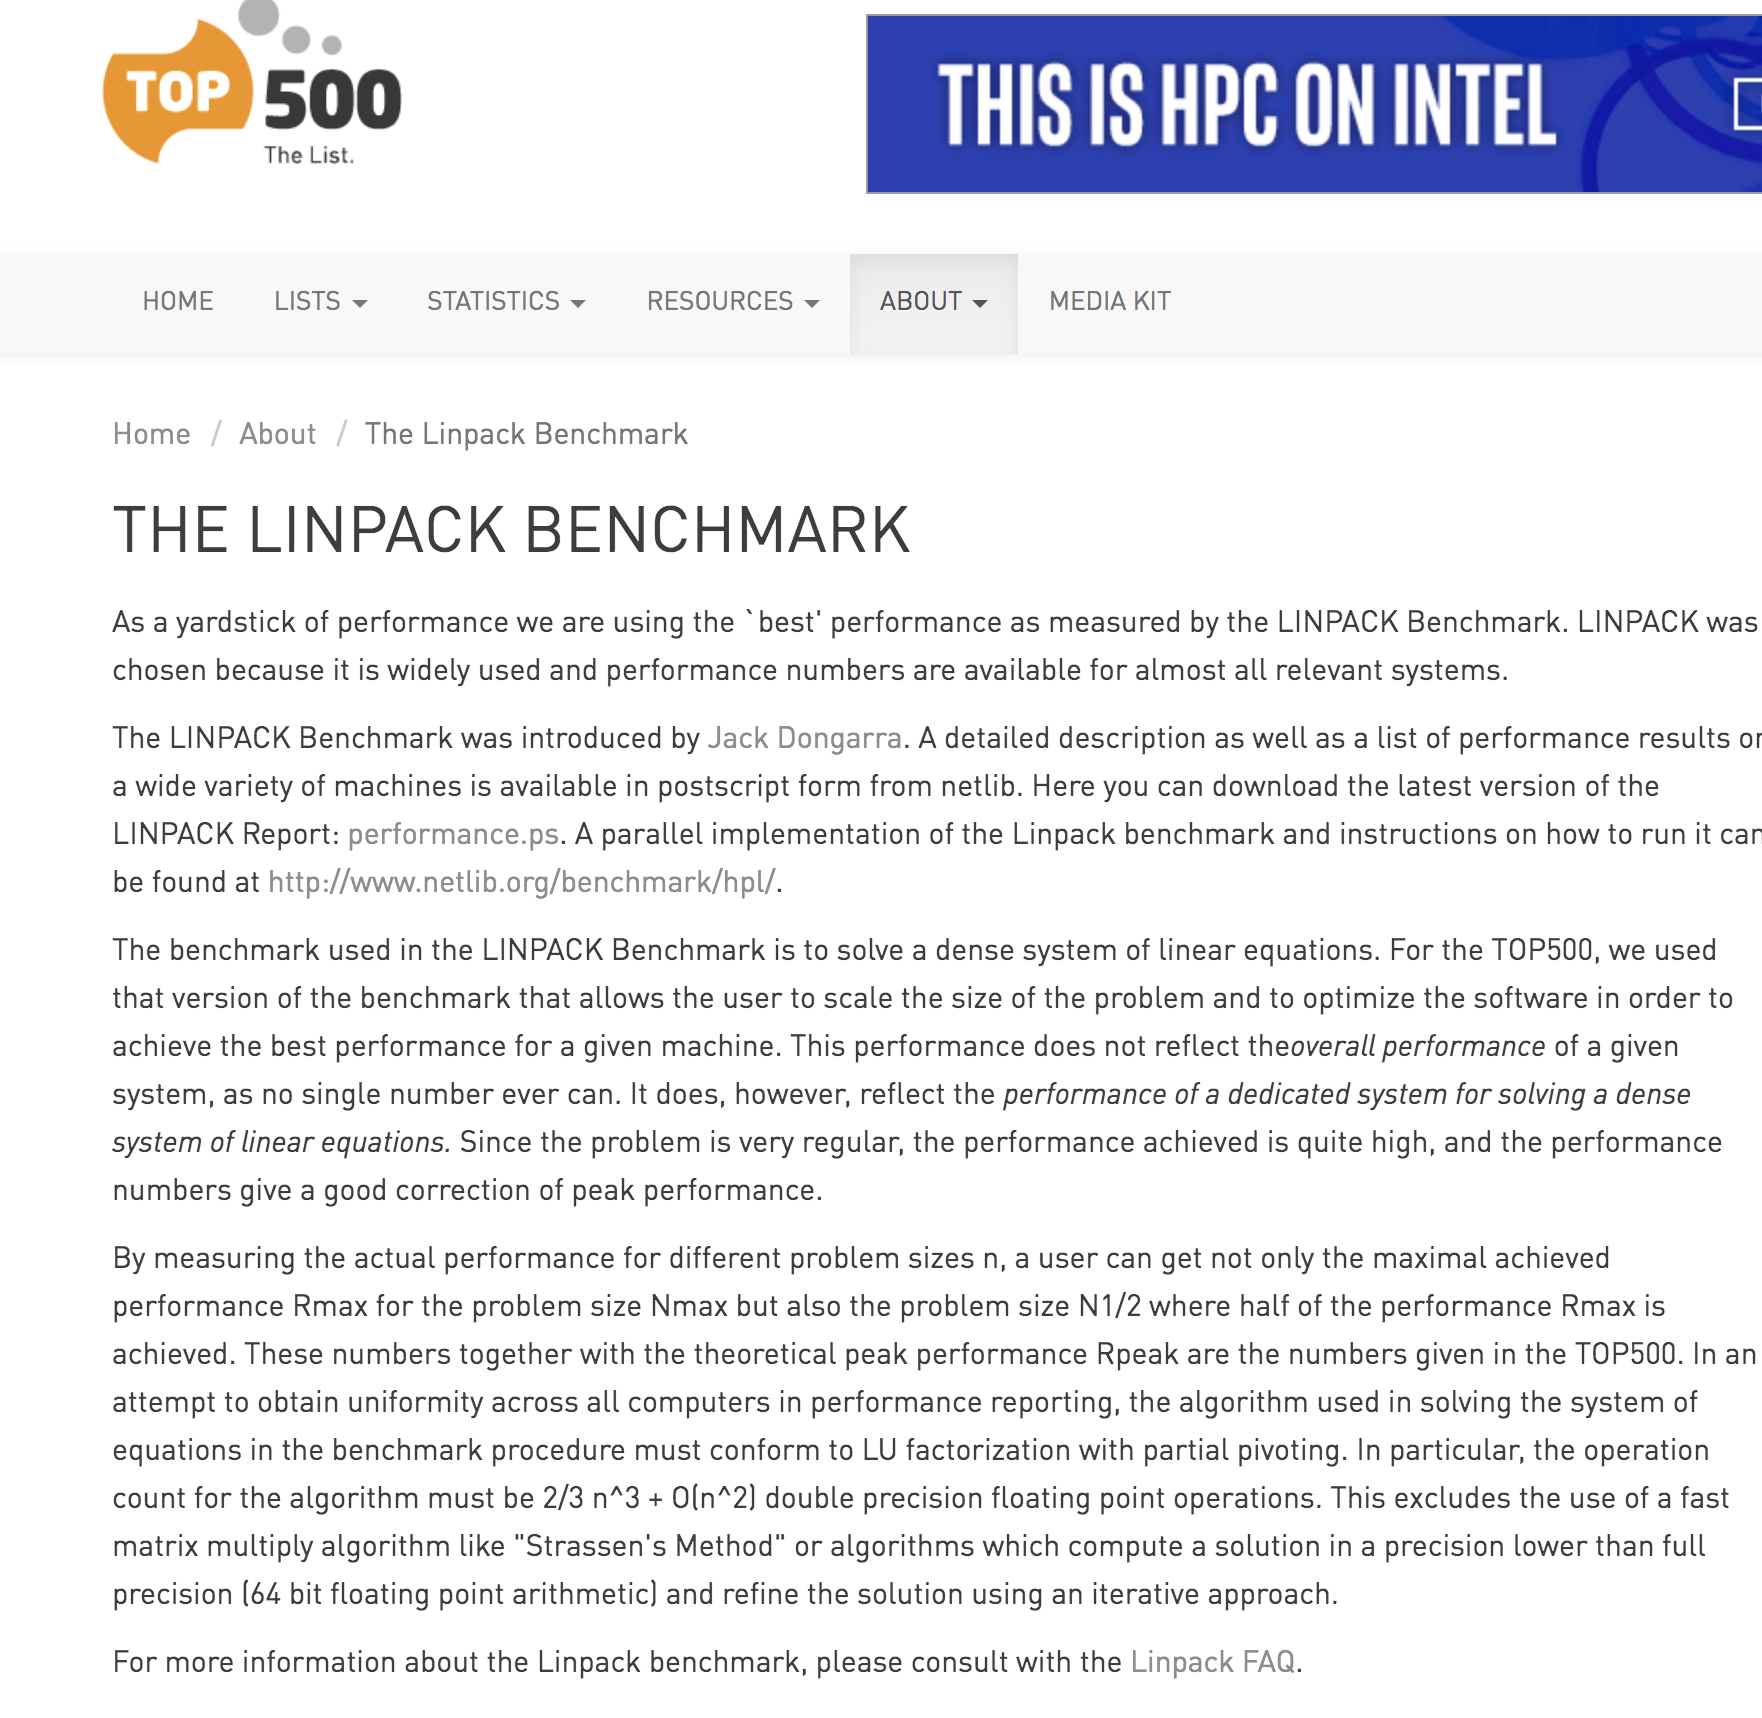 TOP 500
The List.
THIS IS HPC ON INTEL
HOME LISTS STATISTICS RESOURCES ABOUT MEDIA KIT
Home / About / The Linpack Benchmark
THE LINPACK BENCHMARK
As a yardstick of performance we are using the `best' performance as measured by the LINPACK Benchmark. LINPACK was
chosen because it is widely used and performance numbers are available for almost all relevant systems.
The LINPACK Benchmark was introduced by Jack Dongarra. A detailed description as well as a list of performance results on
a wide variety of machines is available in postscript form from netlib. Here you can download the latest version of the
LINPACK Report: performance.ps. A parallel implementation of the Linpack benchmark and instructions on how to run it can
be found at http://www.netlib.org/benchmark/hpl/.
The benchmark used in the LINPACK Benchmark is to solve a dense system of linear equations. For the TOP500, we used
that version of the benchmark that allows the user to scale the size of the problem and to optimize the software in order to
achieve the best performance for a given machine. This performance does not reflect theoverall performance of a given
system, as no single number ever can. It does, however, reflect the performance of a dedicated system for solving a dense
system of linear equations. Since the problem is very regular, the performance achieved is quite high, and the performance
numbers give a good correction of peak performance.
By measuring the actual performance for different problem sizes n, a user can get not only the maximal achieved
performance Rmax for the problem size Nmax but also the problem size N1/2 where half of the performance Rmax is
achieved. These numbers together with the theoretical peak performance Rpeak are the numbers given in the TOP500. In an
attempt to obtain uniformity across all computers in performance reporting, the algorithm used in solving the system of
equations in the benchmark procedure must conform to LU factorization with partial pivoting. In particular, the operation
count for the algorithm must be 2/3 n^3 + O(n^2) double precision floating point operations. This excludes the use of a fast
matrix multiply algorithm like "Strassen's Method" or algorithms which compute a solution in a precision lower than full
precision (64 bit floating point arithmetic) and refine the solution using an iterative approach.
For more information about the Linpack benchmark, please consult with the Linpack FAQ.